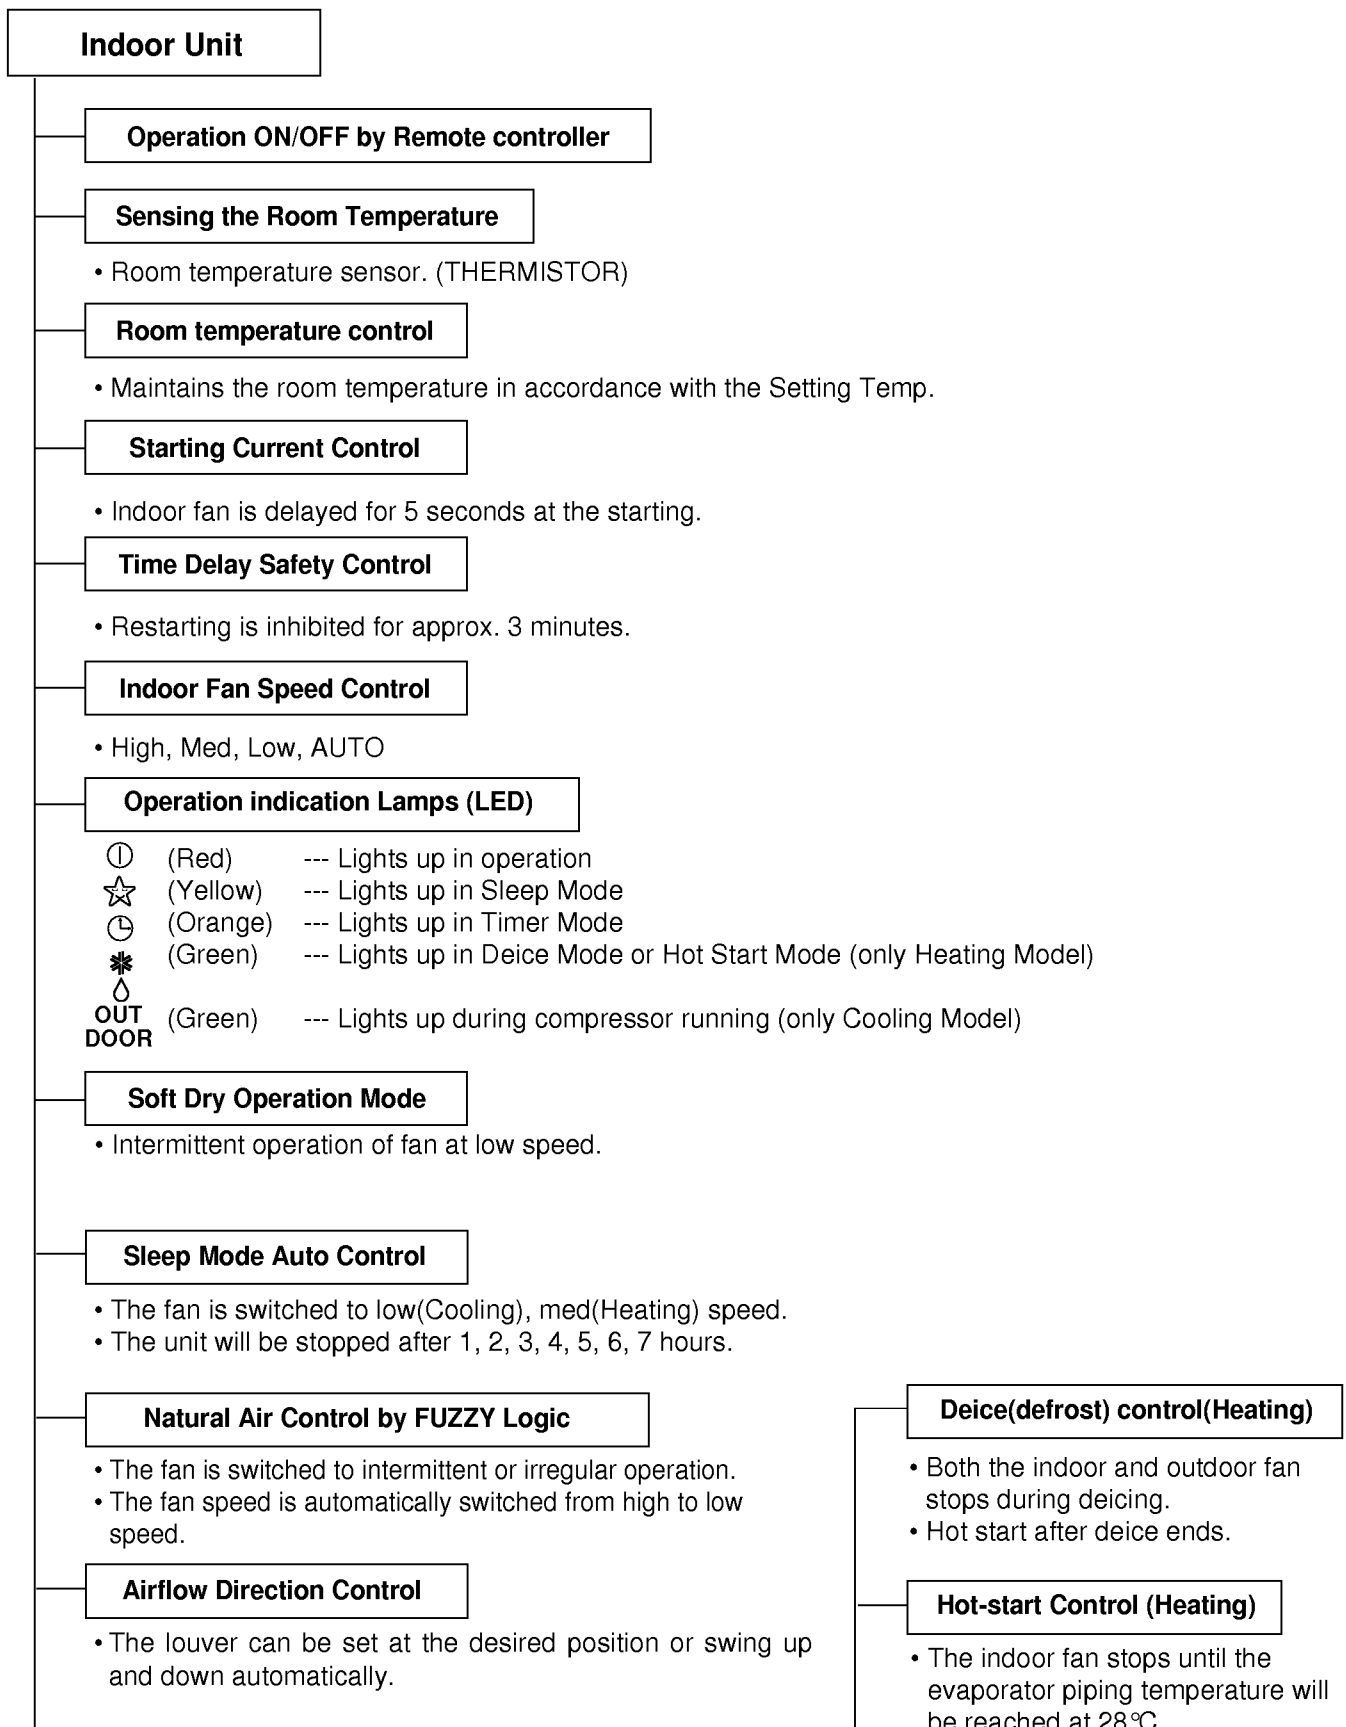 Indoor Unit
Operation ON/OFF by Remote controller
Sensing the Room Temperature
• Room temperature sensor. (THERMISTOR)
Room temperature control
• Maintains the room temperature in accordance with the Setting Temp.
Starting Current Control
• Indoor fan is delayed for 5 seconds at the starting.
Time Delay Safety Control
• Restarting is inhibited for approx. 3 minutes.
Indoor Fan Speed Control
• High, Med, Low, AUTO
Operation indication Lamps (LED)
(Red) --- Lights up in operation
(Yellow) --- Lights up in Sleep Mode
(Orange) --- Lights up in Timer Mode
(Green) --- Lights up in Deice Mode or Hot Start Mode (only Heating Model)
OUT
DOOR (Green) --- Lights up during compressor running (only Cooling Model)
Soft Dry Operation Mode
• Intermittent operation of fan at low speed.
Sleep Mode Auto Control
• The fan is switched to low(Cooling), med(Heating) speed.
• The unit will be stopped after 1, 2, 3, 4, 5, 6, 7 hours.
Natural Air Control by FUZZY Logic
• The fan is switched to intermittent or irregular operation.
• The fan speed is automatically switched from high to low
speed.
Airflow Direction Control
• The louver can be set at the desired position or swing up
and down automatically.
Deice(defrost) control(Heating)
• Both the indoor and outdoor fan
stops during deicing.
• Hot start after deice ends.
Hot-start Control (Heating)
• The indoor fan stops until the
evaporator piping temperature will
be reached at 28°C